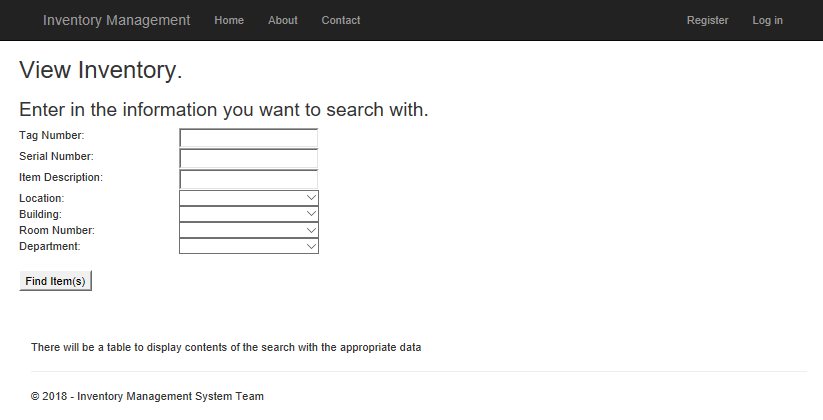 Inventory Management Home About Contact Register Log in
View Inventory.
Enter in the information you want to search with.
Tag Number:
Serial Number:
Item Description:
Location:
Building:
Room Number:
Department:
Find Item(s)
There will be a table to display contents of the search with the appropriate data
© 2018 - Inventory Management System Team